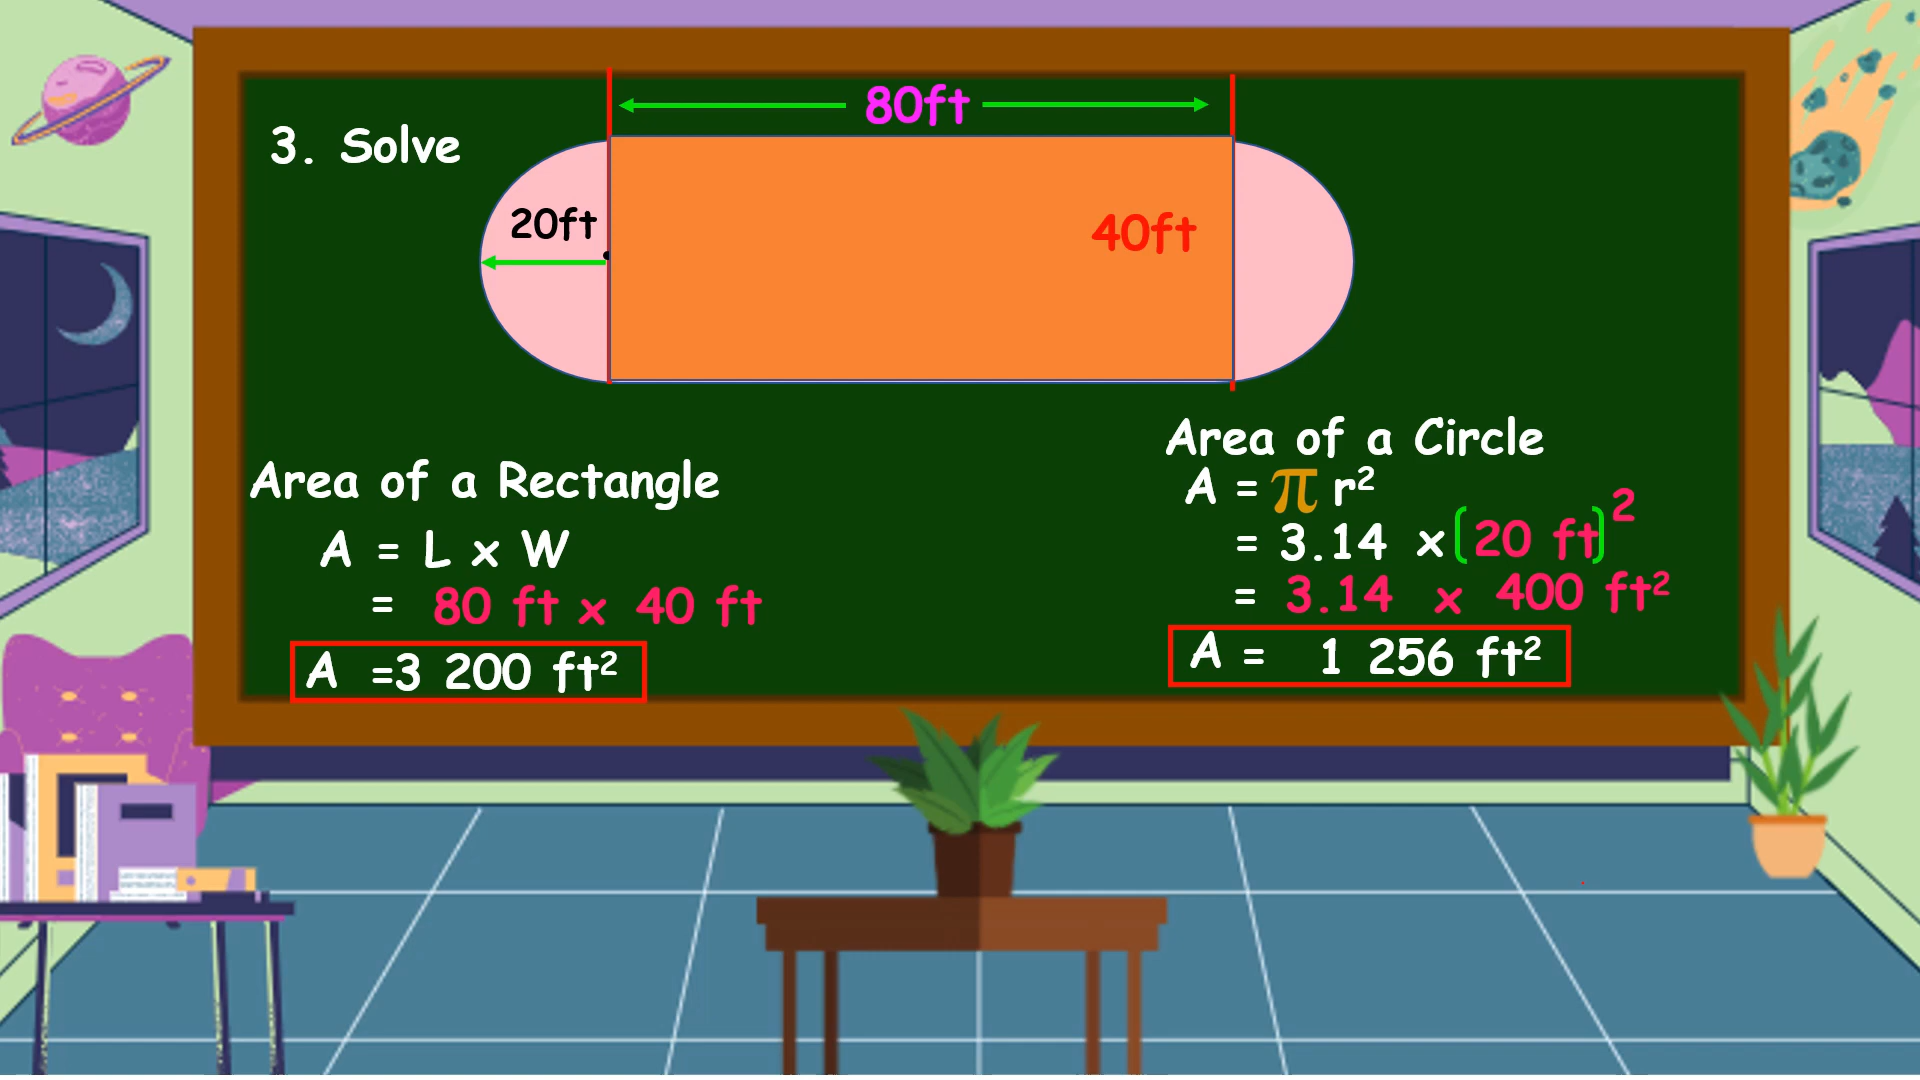 80ft
3. Solve
20ft
40ft
Area of a Rectangle
A = L x W
= 80 ft x 40 ft
A =3 200 ft²
Area of a Circle
A = π r²
= 3.14 x (20 ft)²
= 3.14 x 400 ft²
A = 1 256 ft²